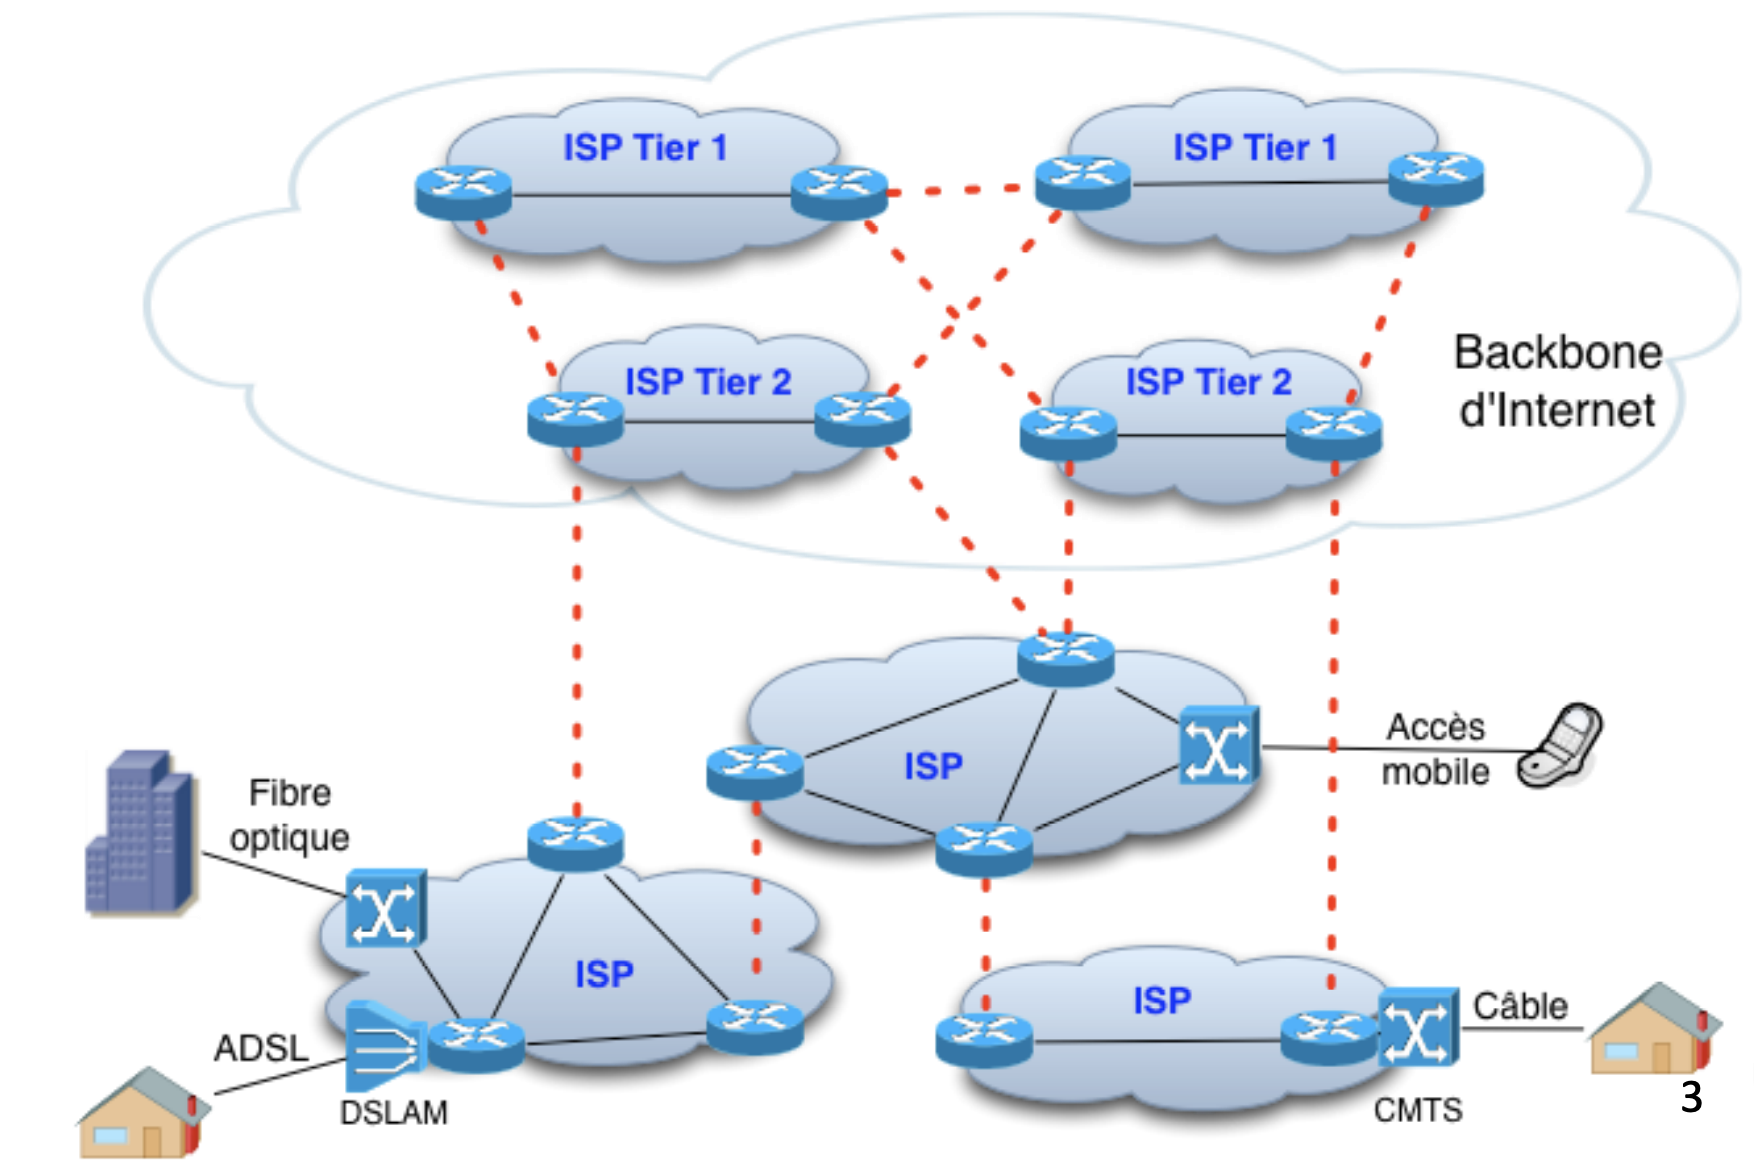 ISP Tier 1
ISP Tier 1
ISP Tier 2
ISP Tier 2
Backbone
d'Internet
ISP
Accès
mobile
Fibre
optique
ISP
ADSL
DSLAM
ISP
Câble
CMTS
3